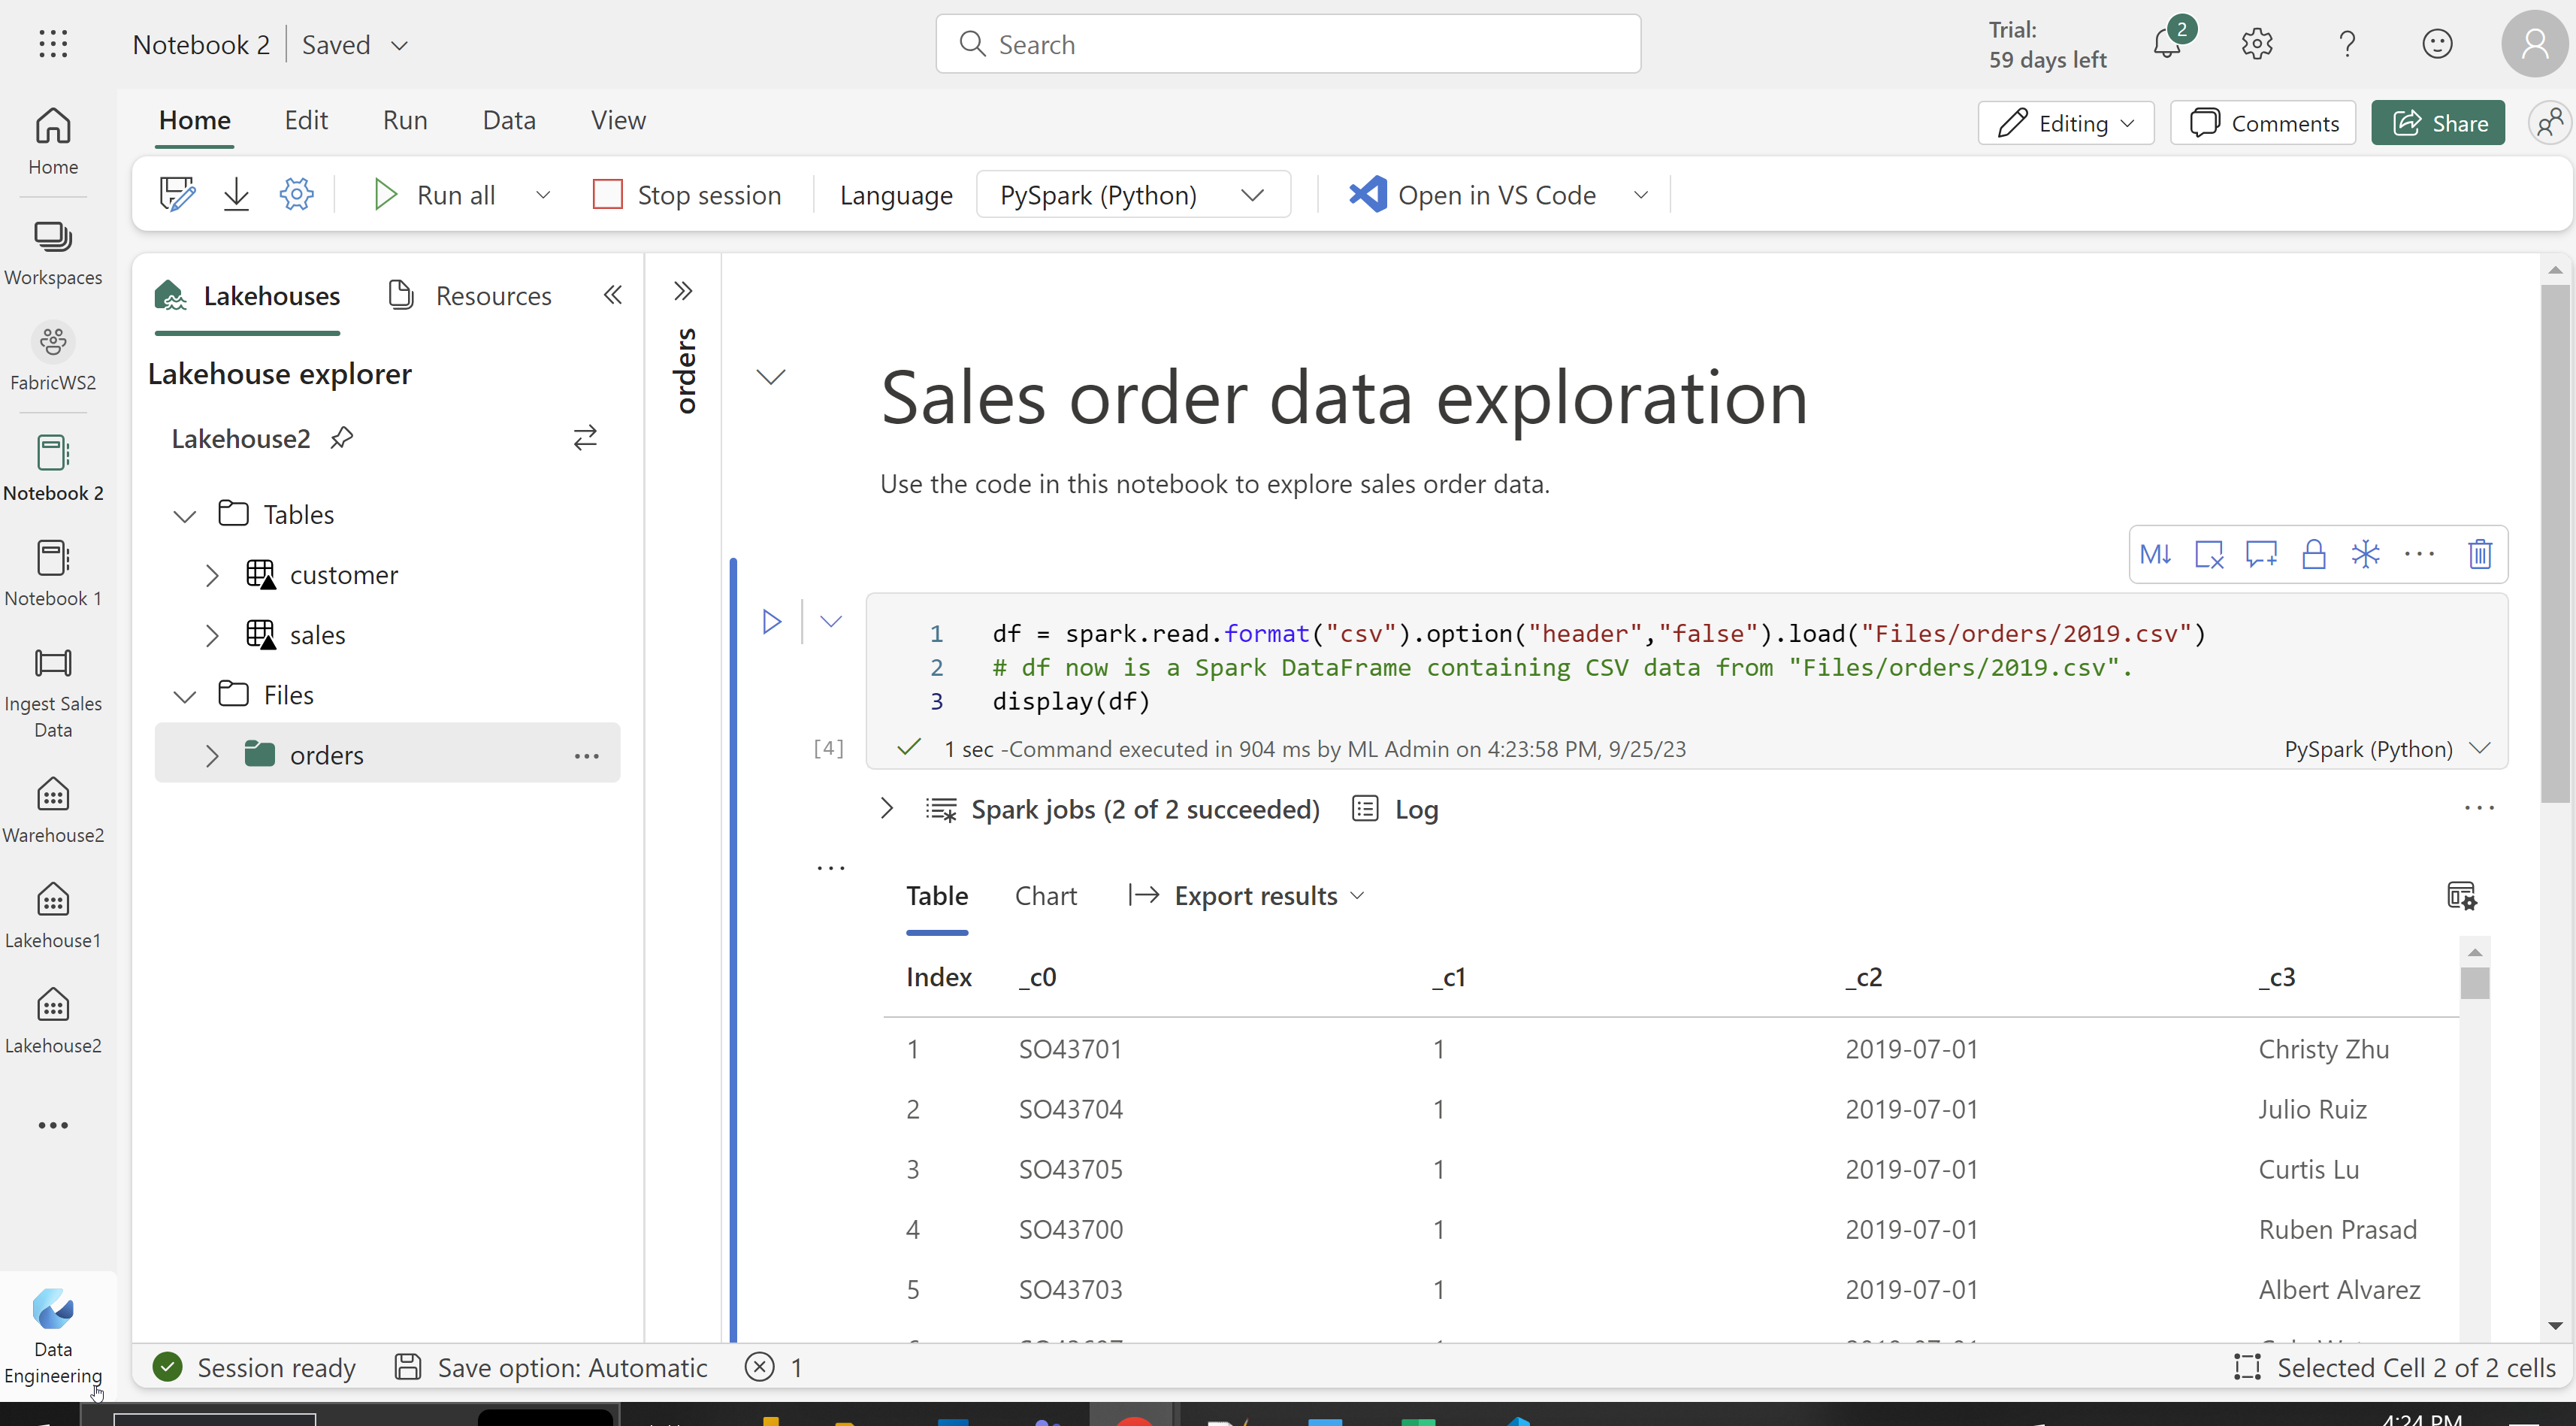 Notebook 2 Saved
Search
Trial:
59 days left
2
Home Edit Run Data View
Editing Comments Share
Run all Stop session Language PySpark (Python) Open in VS Code
Home
Workspaces
FabricWS2
Notebook 2
Notebook 1
Ingest Sales
Data
Warehouse2
Lakehouse1
Lakehouse2
Data
Engineering
Lakehouses Resources
Lakehouse explorer
Lakehouse2
Tables
customer
sales
Files
orders
orders
Sales order data exploration
Use the code in this notebook to explore sales order data.
M↓
1 df = spark.read.format("csv").option("header","false").load("Files/orders/2019.csv")
2 # df now is a Spark DataFrame containing CSV data from "Files/orders/2019.csv".
3 display(df)
[4] 1 sec -Command executed in 904 ms by ML Admin on 4:23:58 PM, 9/25/23 PySpark (Python)
Spark jobs (2 of 2 succeeded) Log
Table Chart Export results
Index _c0 _c1 _c2 _c3
1 SO43701 1 2019-07-01 Christy Zhu
2 SO43704 1 2019-07-01 Julio Ruiz
3 SO43705 1 2019-07-01 Curtis Lu
4 SO43700 1 2019-07-01 Ruben Prasad
5 SO43703 1 2019-07-01 Albert Alvarez
Session ready Save option: Automatic 1 Selected Cell 2 of 2 cells
4:24 PM